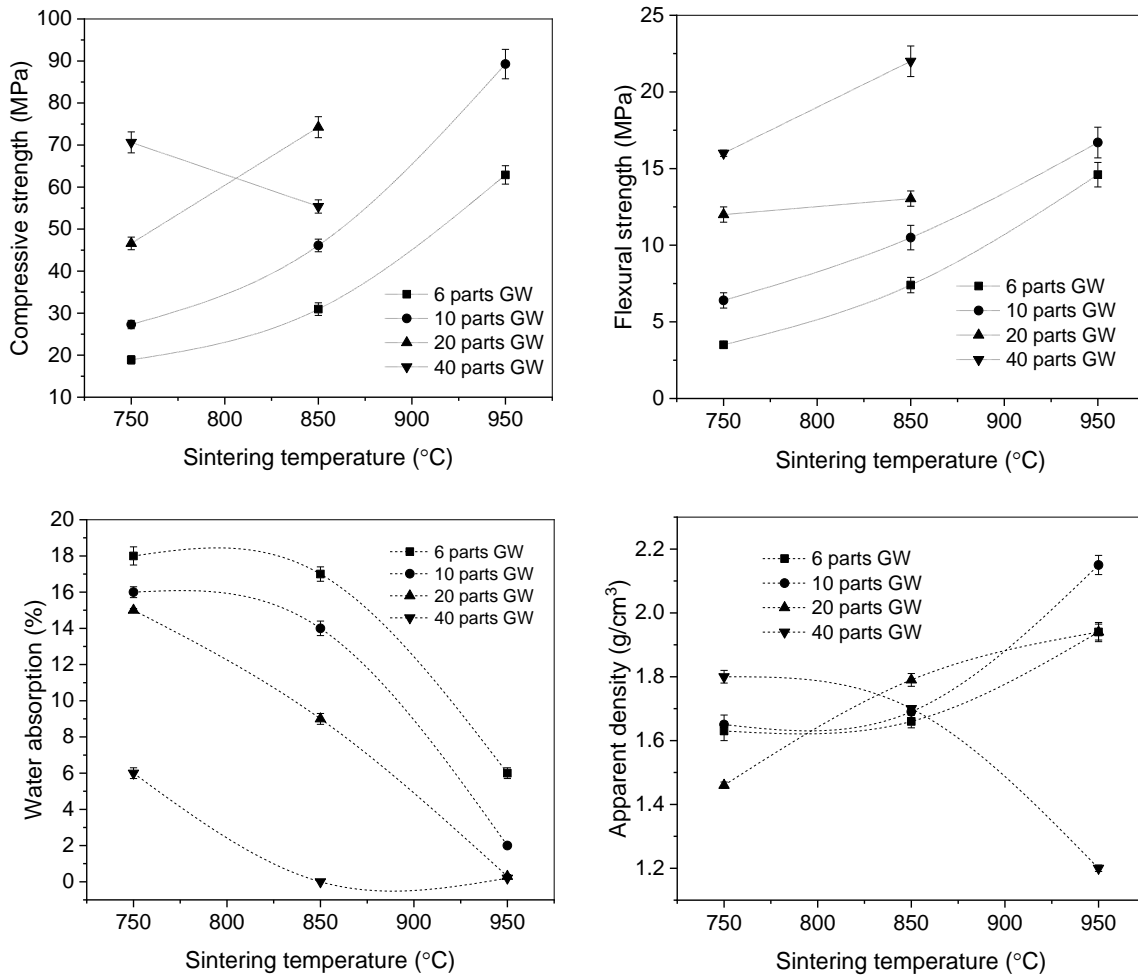 Compressive strength (MPa)
100
90
80
70
60
50
40
30
20
10
750
800
850
900
950
Sintering temperature (°C)
6 parts GW
10 parts GW
20 parts GW
40 parts GW
Flexural strength (MPa)
25
20
15
10
5
0
750
800
850
900
950
Sintering temperature (°C)
6 parts GW
10 parts GW
20 parts GW
40 parts GW
Water absorption (%)
20
18
16
14
12
10
8
6
4
2
0
750
800
850
900
950
Sintering temperature (°C)
6 parts GW
10 parts GW
20 parts GW
40 parts GW
Apparent density (g/cm³)
2.2
2.0
1.8
1.6
1.4
1.2
750
800
850
900
950
Sintering temperature (°C)
6 parts GW
10 parts GW
20 parts GW
40 parts GW